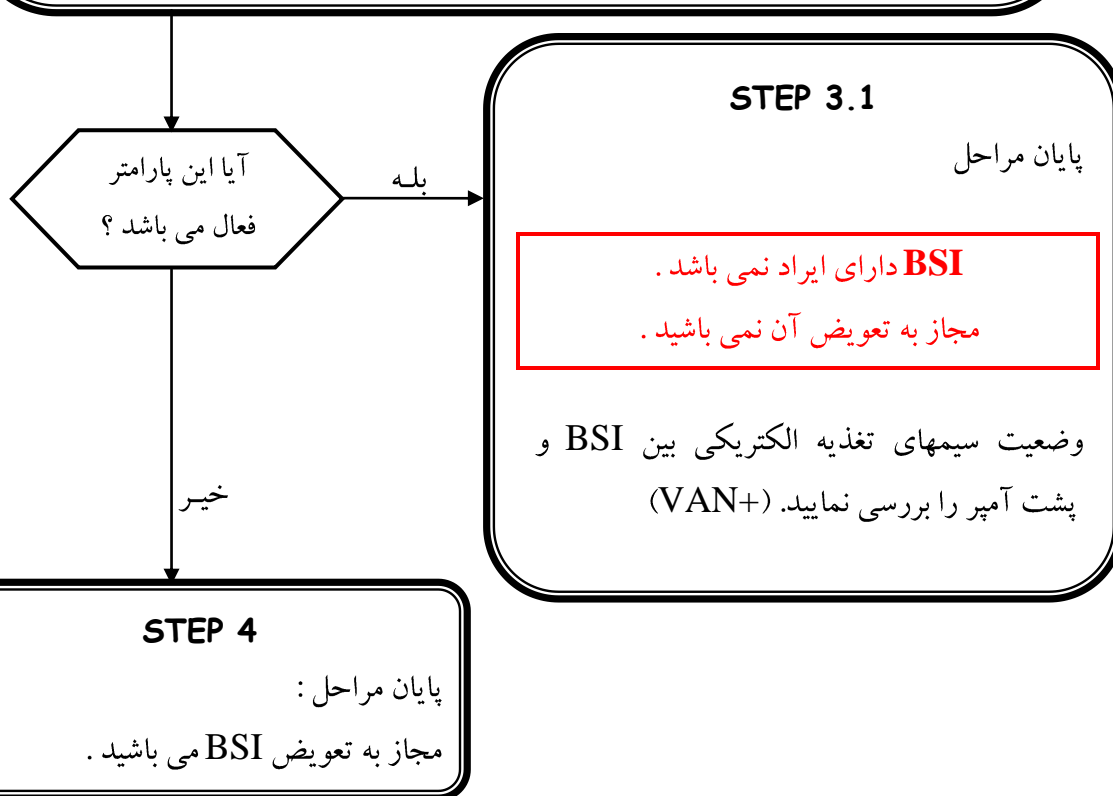 آیا این پارامتر
فعال می باشد ؟
بلـه
STEP 3.1
پایان مراحل
BSI دارای ایراد نمی باشد .
مجاز به تعویض آن نمی باشید .
وضعیت سیمهای تغذیه الکتریکی بین BSI و
پشت آمپر را بررسی نمایید. (VAN+)
خیـر
STEP 4
پایان مراحل :
مجاز به تعویض BSI می باشید .